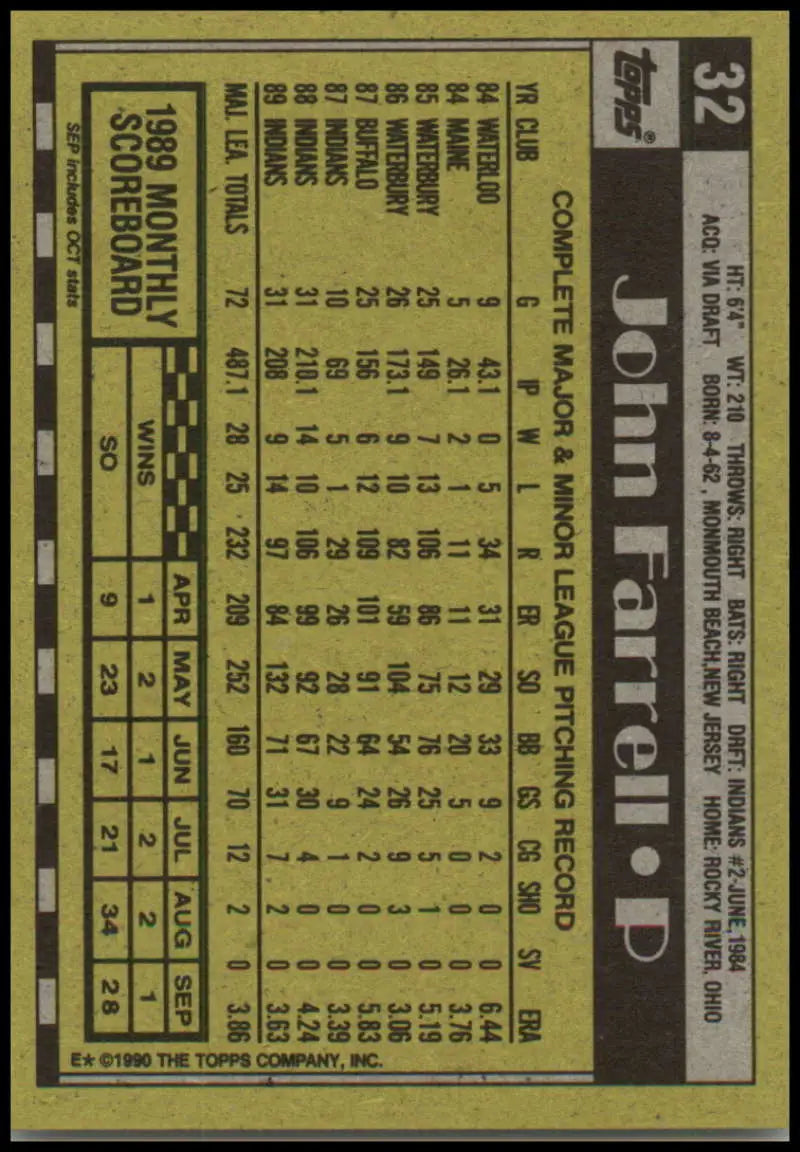 32
HT: 6'4" WT: 210 THROWS: RIGHT BATS: RIGHT DRFT: INDIANS #2-JUNE, 1984
ACQ: VIA DRAFT BORN: 8-4-62 , MONMOUTH BEACH,NEW JERSEY HOME: ROCKY RIVER, OHIO
TOPPS®
John Farrell • P
COMPLETE MAJOR & MINOR LEAGUE PITCHING RECORD
YR CLUB G IP W L R ER SO BB GS CG SHO SV ERA
84 WATERLOO 9 43.1 0 5 34 31 29 33 9 2 0 0 6.44
84 MAINE 5 26.1 2 1 11 11 12 20 5 0 0 0 3.76
85 WATERBURY 25 149 7 13 106 86 75 76 25 5 1 0 5.19
86 WATERBURY 26 173.1 9 10 82 59 104 54 26 9 3 0 3.06
87 BUFFALO 25 156 6 12 109 101 91 64 24 2 0 0 5.83
87 INDIANS 10 69 5 1 29 26 28 22 9 1 0 0 3.39
88 INDIANS 31 210.1 14 10 106 99 92 67 30 4 0 0 4.24
89 INDIANS 31 208 9 14 97 84 132 71 31 7 2 0 3.63
MAJ. LEA. TOTALS 72 487.1 28 25 232 209 252 160 70 12 2 0 3.86
1989 MONTHLY
SCOREBOARD
APR MAY JUN JUL AUG SEP
WINS 1 2 1 2 2 1
SO 9 23 17 21 34 28
SEP includes OCT stats
E* ©1990 THE TOPPS COMPANY, INC.